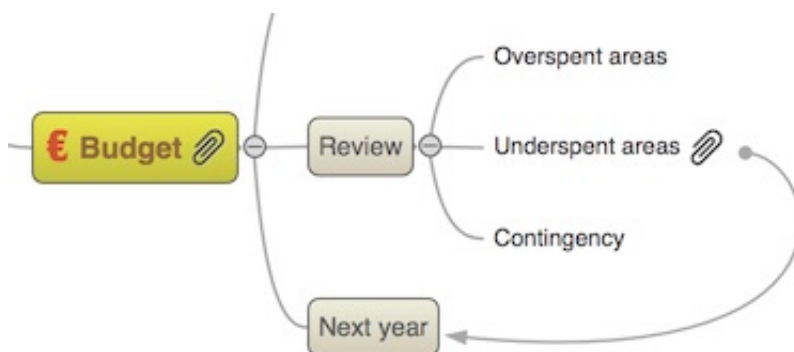 € Budget
Review
Overspent areas
Underspent areas
Contingency
Next year